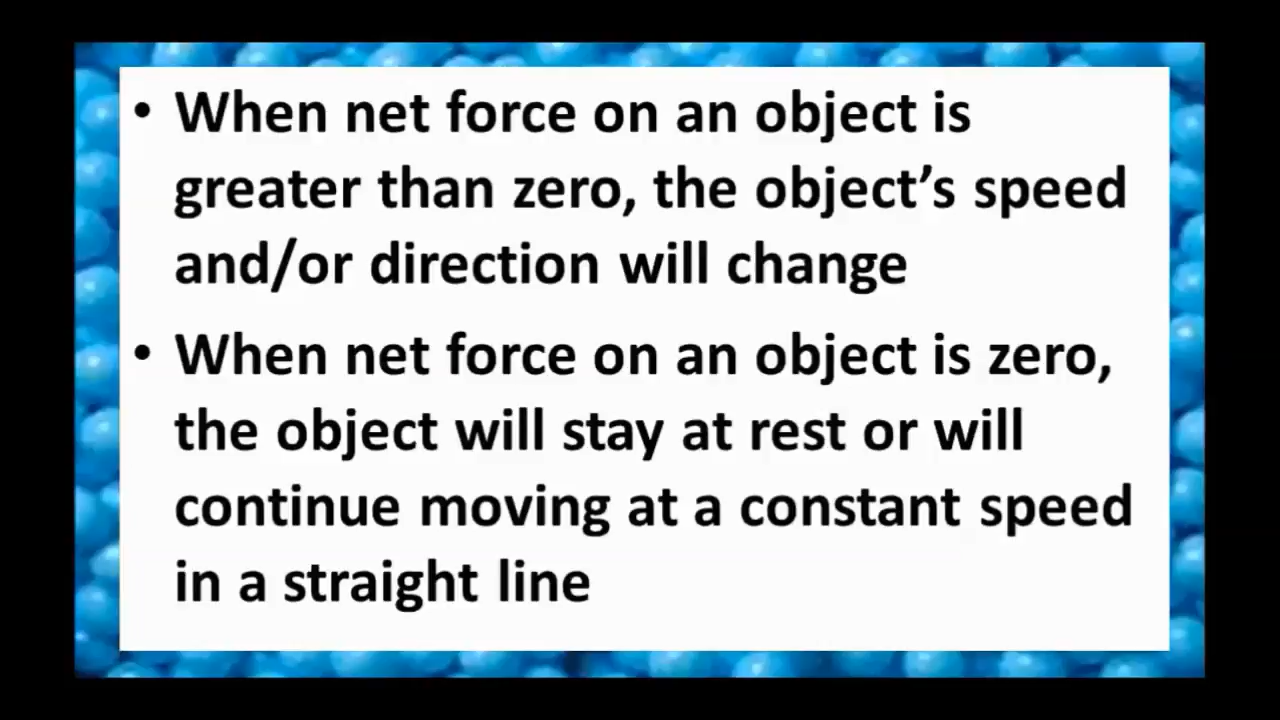 • When net force on an object is
greater than zero, the object’s speed
and/or direction will change
• When net force on an object is zero,
the object will stay at rest or will
continue moving at a constant speed
in a straight line